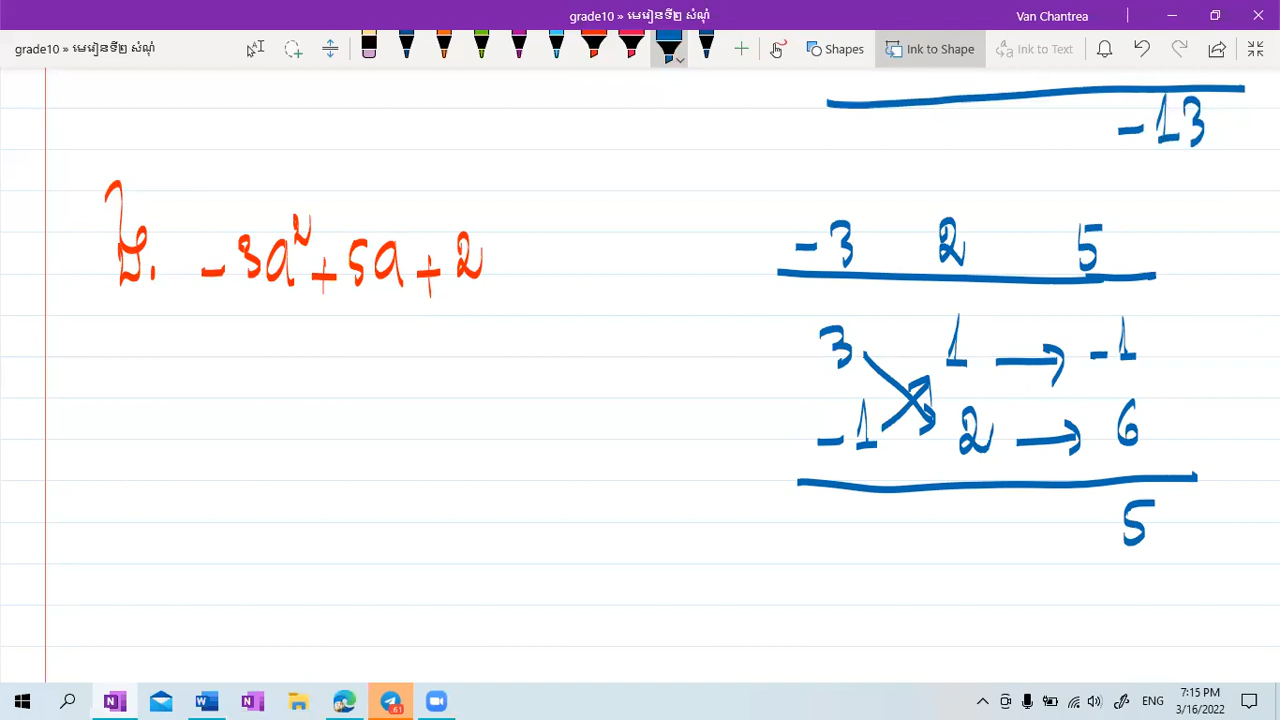 grade10 » មេរៀនទី២ សំណុំ
Van Chantrea
grade10 » មេរៀនទី២ សំណុំ
Shapes
Ink to Shape
Ink to Text
-13
-3a² + 5a + 2
-3 2 5
3 1 → -1
-1 2 → 6
5
61
ENG
7:15 PM
3/16/2022